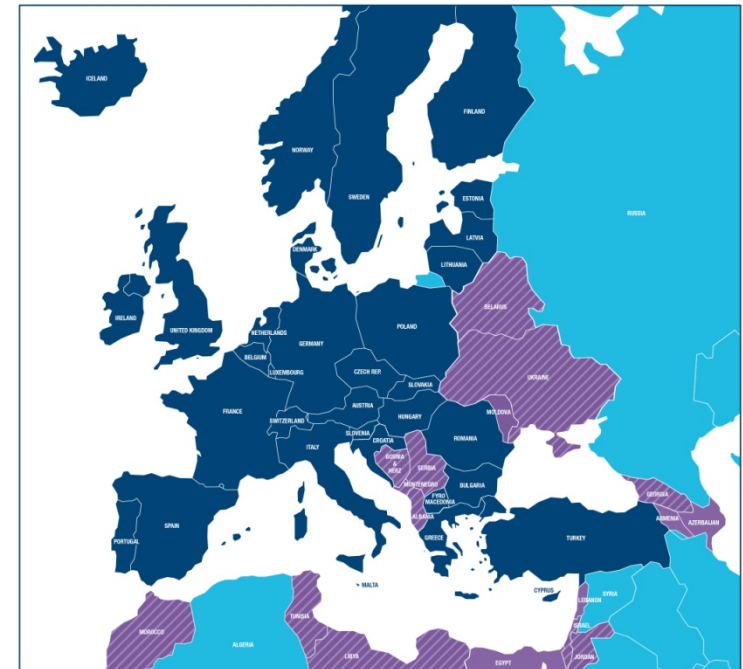 ICELAND
FINLAND
NORWAY
SWEDEN
ESTONIA
RUSSIA
LATVIA
DENMARK
LITHUANIA
BELARUS
IRELAND
UNITED KINGDOM
NETHERLANDS
POLAND
GERMANY
BELGIUM
LUXEMBOURG
CZECH REP.
UKRAINE
SLOVAKIA
FRANCE
AUSTRIA
MOLDOVA
SWITZERLAND
HUNGARY
SLOVENIA
ROMANIA
ITALY
CROATIA
BOSNIA
&
HERZ
SERBIA
MONTENEGRO
BULGARIA
GEORGIA
FYRO
MACEDONIA
ALBANIA
ARMENIA
AZERBAIJAN
SPAIN
PORTUGAL
GREECE
TURKEY
MALTA
CYPRUS
SYRIA
LEBANON
TUNISIA
ISRAEL
MOROCCO
ALGERIA
LIBYA
EGYPT
JORDAN